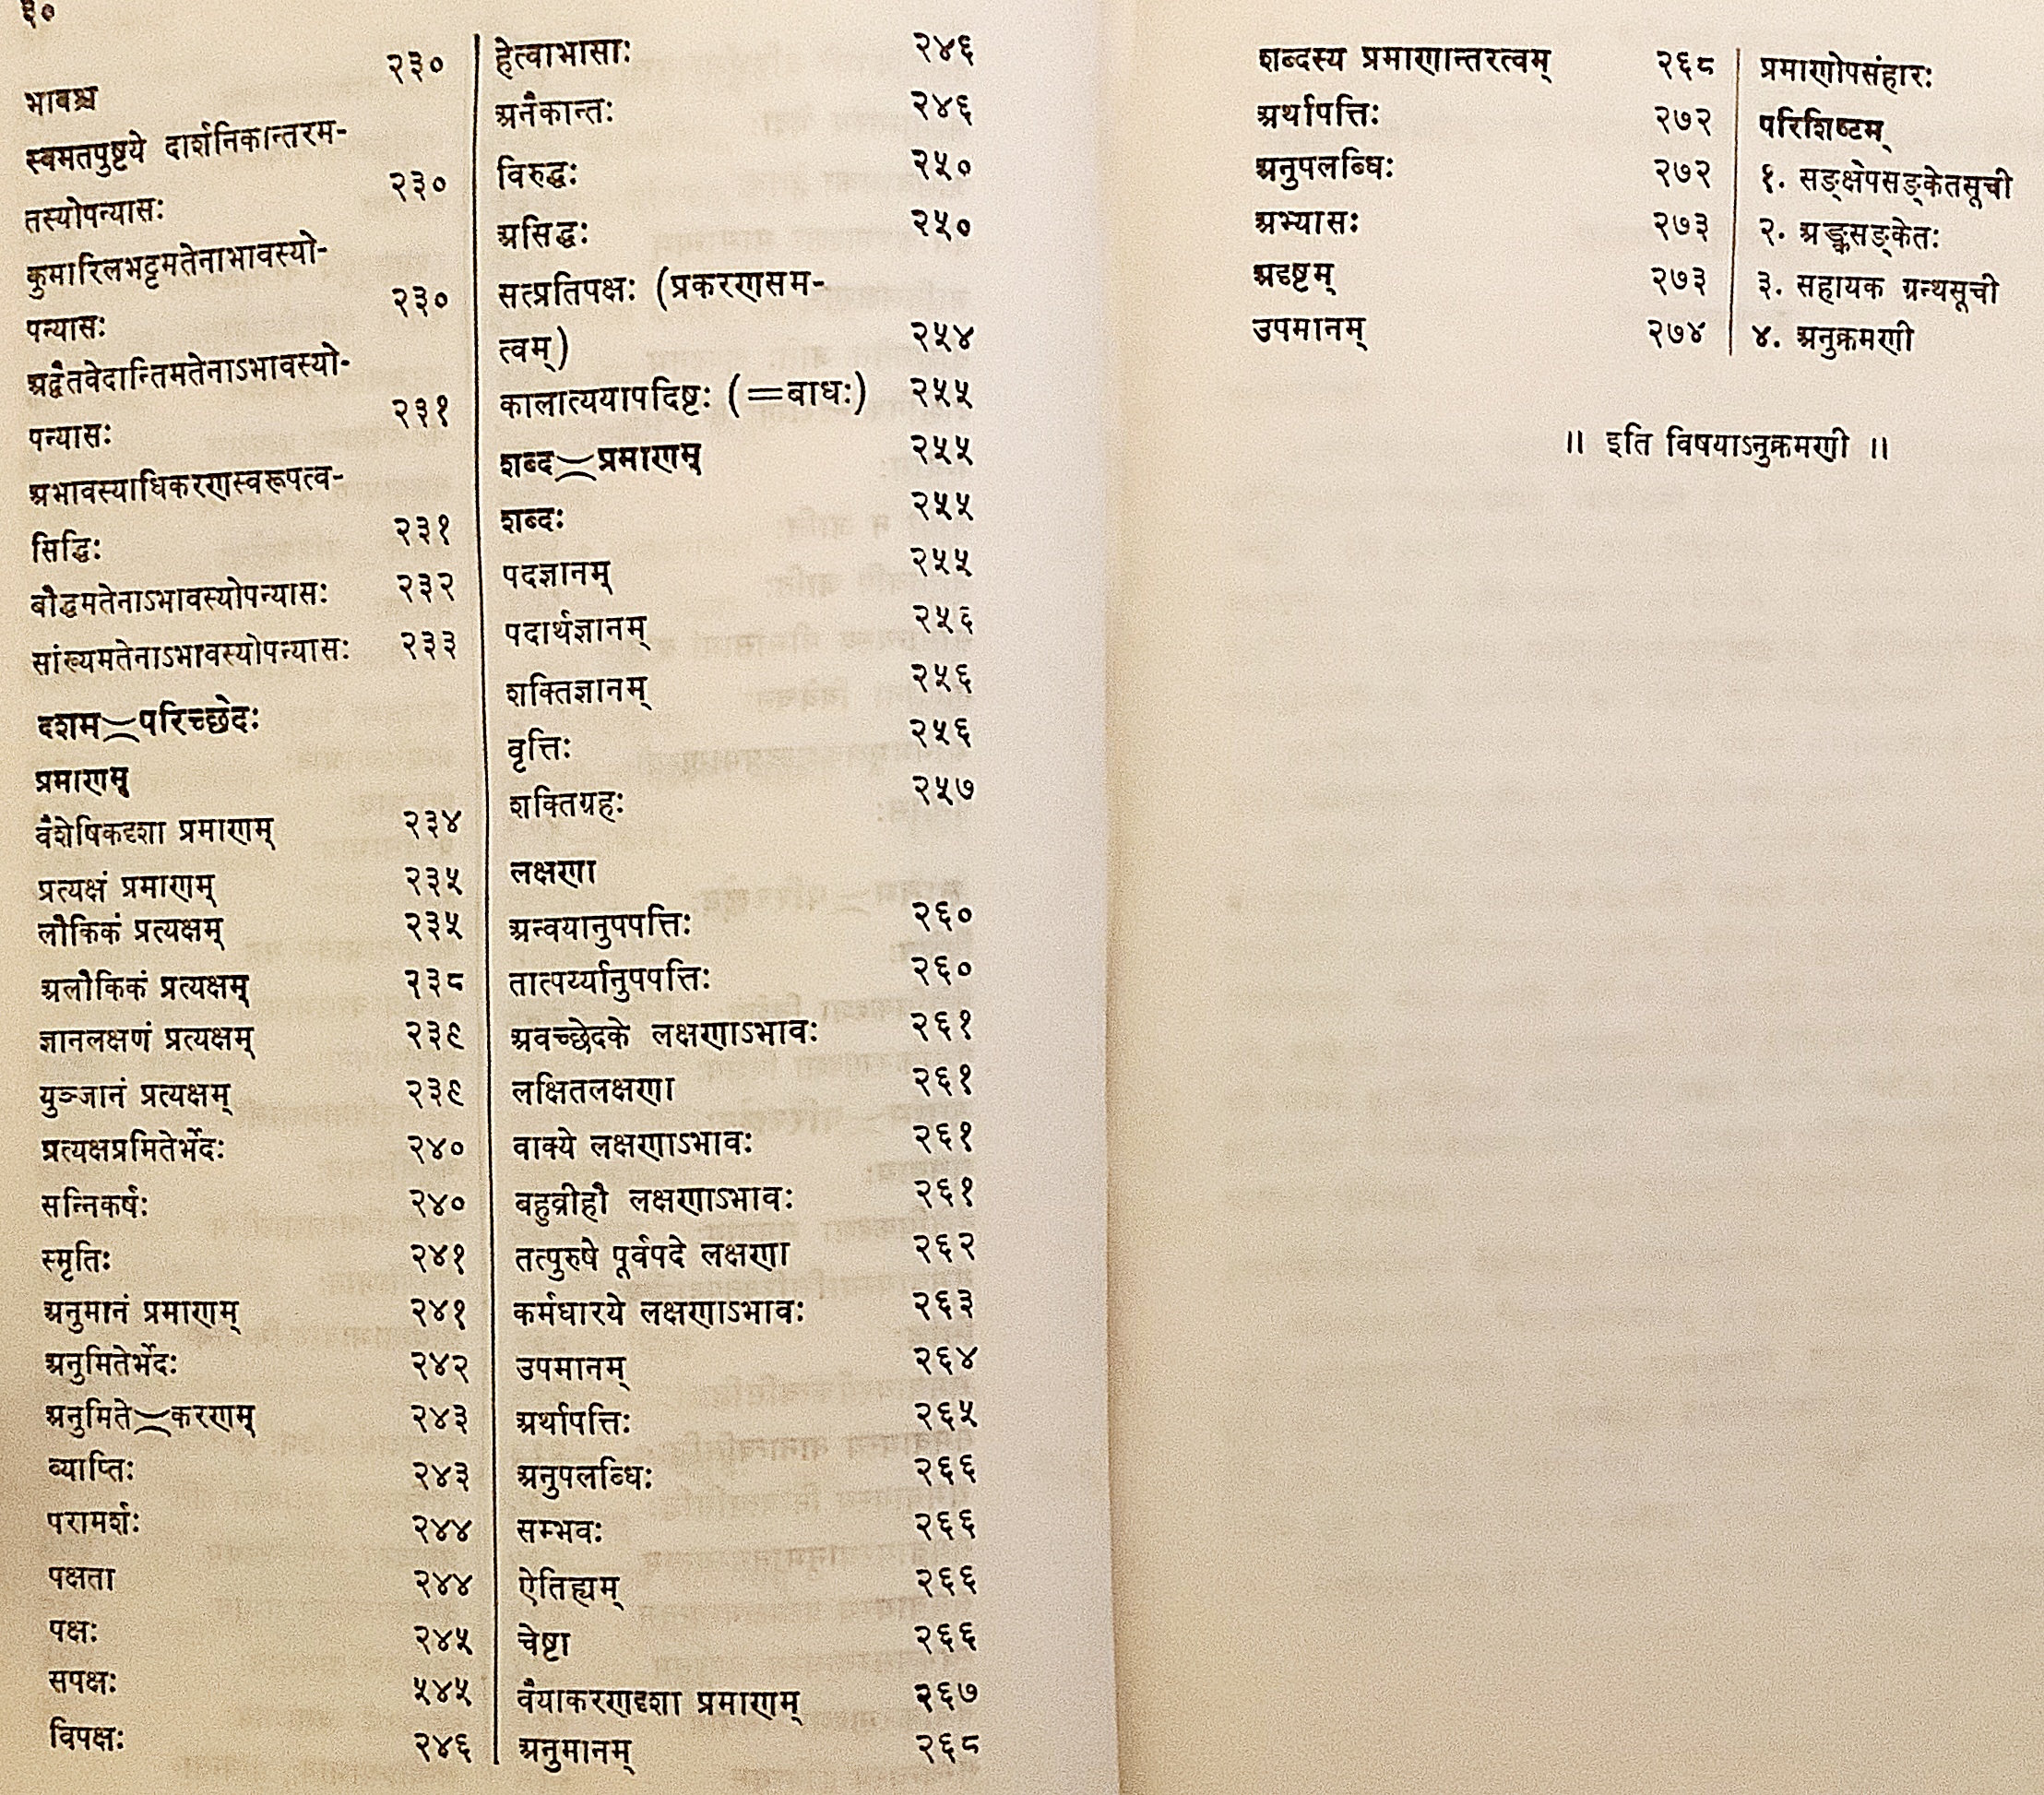 ३०
भावश्च २३०
स्वमतपुष्टये दार्शनिकान्तरम-
तस्योपन्यासः २३०
कुमारिलभट्टमतेनाभावस्यो-
पन्यासः २३०
अद्वैतवेदान्तिमतेनाऽभावस्यो-
पन्यासः २३१
अभावस्याधिकरणस्वरूपत्व-
सिद्धिः २३१
बौद्धमतेनाऽभावस्योपन्यासः २३२
सांख्यमतेनाऽभावस्योपन्यासः २३३
दशम≍परिच्छेदः
प्रमाणम्
वैशेषिकदृशा प्रमाणम् २३४
प्रत्यक्षं प्रमाणम् २३५
लौकिकं प्रत्यक्षम् २३५
अलौकिकं प्रत्यक्षम् २३८
ज्ञानलक्षणं प्रत्यक्षम् २३९
युञ्जानं प्रत्यक्षम् २३९
प्रत्यक्षप्रमितेर्भेदः २४०
सन्निकर्षः २४०
स्मृतिः २४१
अनुमानं प्रमाणम् २४१
अनुमितेर्भेदः २४२
अनुमिते≍करणम् २४३
व्याप्तिः २४३
परामर्शः २४४
पक्षता २४४
पक्षः २४५
सपक्षः ५४५
विपक्षः २४६
हेत्वाभासाः २४६
अनैकान्तः २४६
विरुद्धः २५०
असिद्धः २५०
सत्प्रतिपक्षः (प्रकरणसम-
त्वम्) २५४
कालात्ययापदिष्टः (=बाधः) २५५
शब्द≍प्रमाणम् २५५
शब्दः २५५
पदज्ञानम् २५५
पदार्थज्ञानम् २५६
शक्तिज्ञानम् २५६
वृत्तिः २५६
शक्तिग्रहः २५७
लक्षणा
अन्वयानुपपत्तिः २६०
तात्पर्य्यानुपपत्तिः २६०
अवच्छेदके लक्षणाऽभावः २६१
लक्षितलक्षणा २६१
वाक्ये लक्षणाऽभावः २६१
बहुव्रीहौ लक्षणाऽभावः २६१
तत्पुरुषे पूर्वपदे लक्षणा २६२
कर्मधारये लक्षणाऽभावः २६३
उपमानम् २६४
अर्थापत्तिः २६५
अनुपलब्धिः २६६
सम्भवः २६६
ऐतिह्यम् २६६
चेष्टा २६६
वैयाकरणदृशा प्रमाणम् २६७
अनुमानम् २६८
शब्दस्य प्रमाणान्तरत्वम् २६८
अर्थापत्तिः २७२
अनुपलब्धिः २७२
अभ्यासः २७३
अदृष्टम् २७३
उपमानम् २७४
प्रमाणोपसंहारः
परिशिष्टम्
१. सङ्क्षेपसङ्केतसूची
२. अङ्कसङ्केतः
३. सहायक ग्रन्थसूची
४. अनुक्रमणी
॥ इति विषयाऽनुक्रमणी ॥